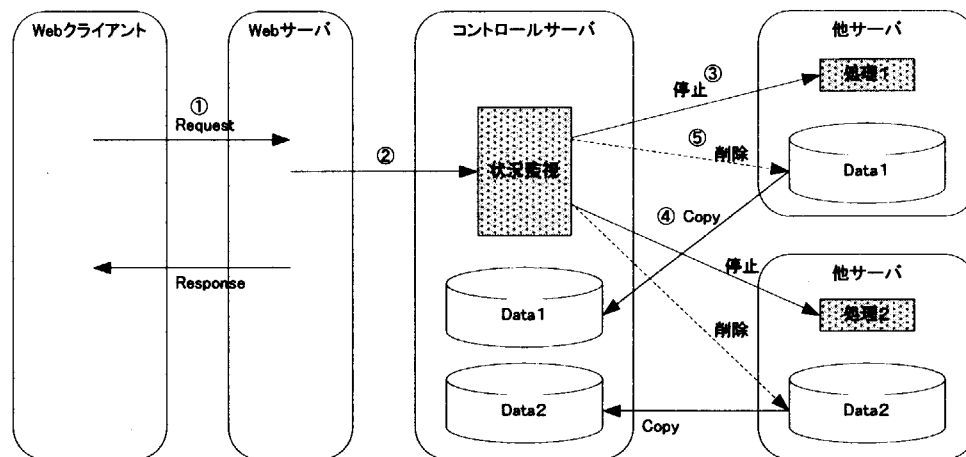 Webクライアント
Webサーバ
コントロールサーバ
他サーバ
処理1
③
停止
①
Request
②
状況監視
⑤
削除
Data1
④ Copy
Response
停止
他サーバ
Data1
処理2
削除
Data2
Data2
Copy